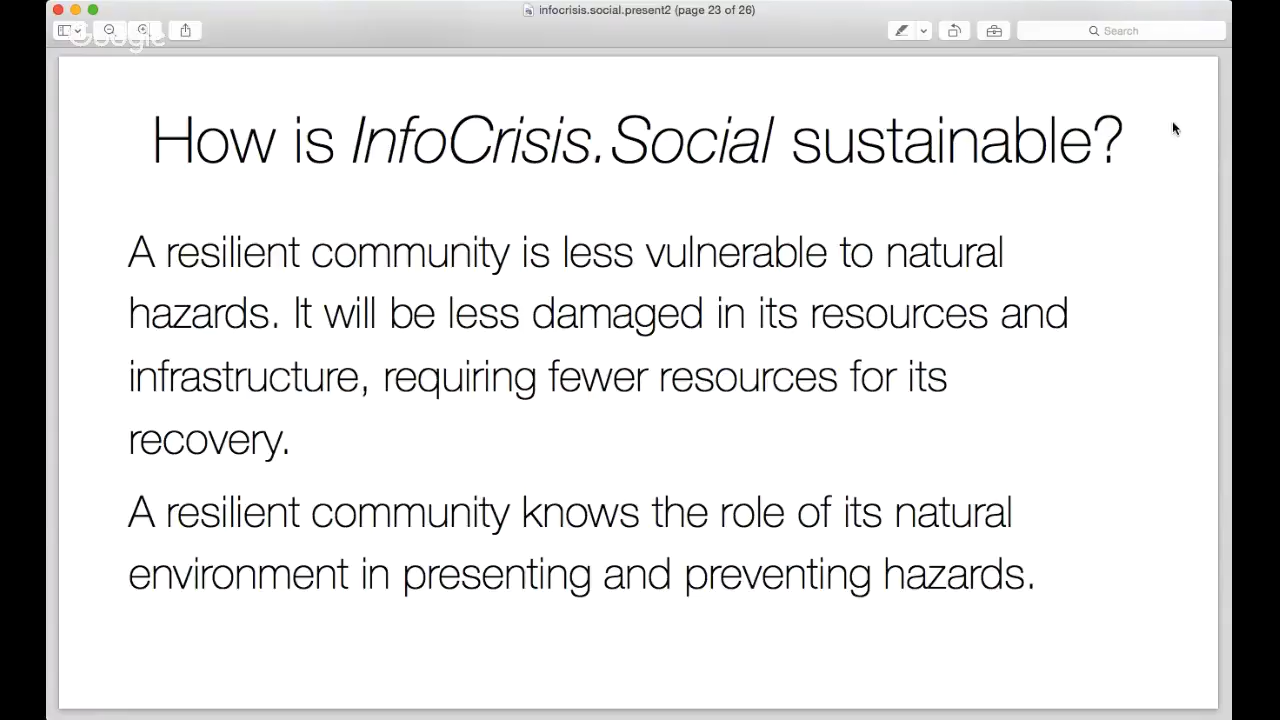 infocrisis.social.present2 (page 23 of 26)
Google
Search
How is InfoCrisis.Social sustainable?
A resilient community is less vulnerable to natural
hazards. It will be less damaged in its resources and
infrastructure, requiring fewer resources for its
recovery.
A resilient community knows the role of its natural
environment in presenting and preventing hazards.